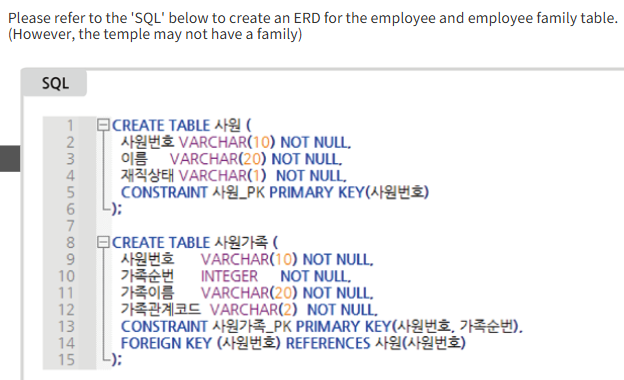 Please refer to the 'SQL' below to create an ERD for the employee and employee family table.
(However, the temple may not have a family)
SQL
1 CREATE TABLE 사원 (
2 사원번호 VARCHAR(10) NOT NULL,
3 이름 VARCHAR(20) NOT NULL,
4 재직상태 VARCHAR(1) NOT NULL,
5 CONSTRAINT 사원_PK PRIMARY KEY(사원번호)
6 );
7
8 CREATE TABLE 사원가족 (
9 사원번호 VARCHAR(10) NOT NULL,
10 가족순번 INTEGER NOT NULL,
11 가족이름 VARCHAR(20) NOT NULL,
12 가족관계코드 VARCHAR(2) NOT NULL,
13 CONSTRAINT 사원가족_PK PRIMARY KEY(사원번호, 가족순번),
14 FOREIGN KEY (사원번호) REFERENCES 사원(사원번호)
15 );